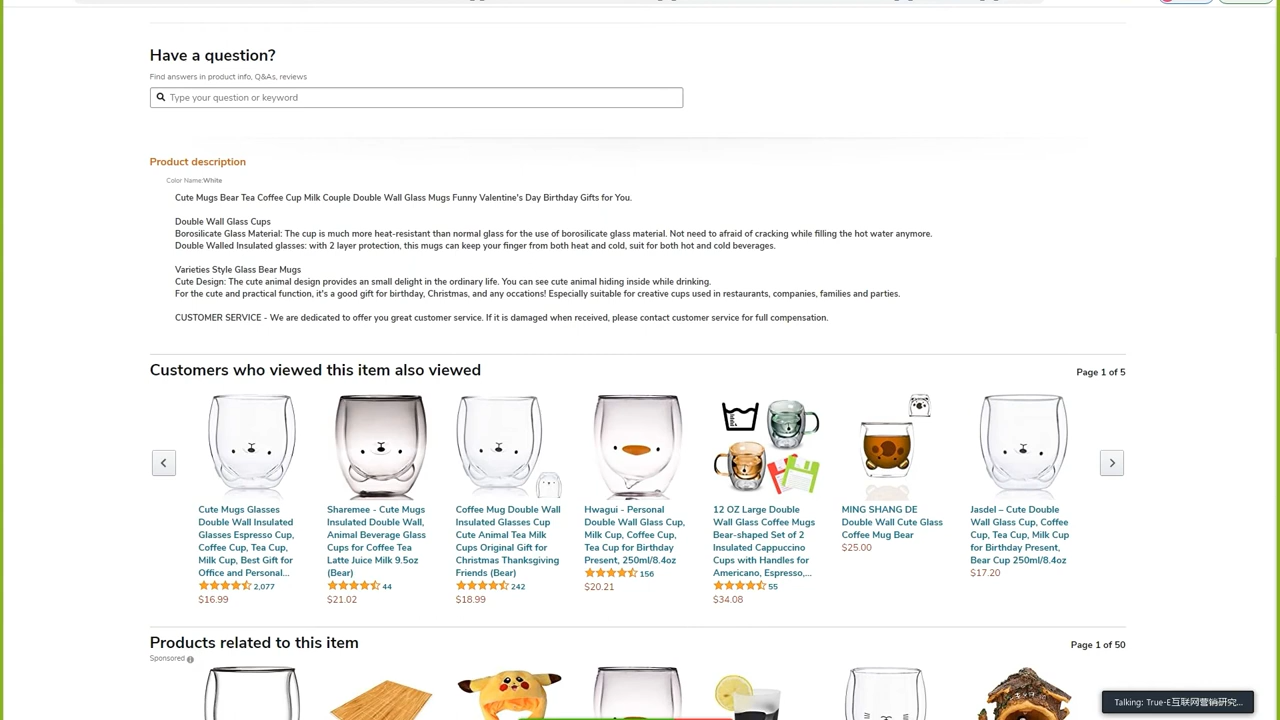 Have a question?
Find answers in product info, Q&As, reviews
Type your question or keyword
Product description
Color Name:White
Cute Mugs Bear Tea Coffee Cup Milk Couple Double Wall Glass Mugs Funny Valentine's Day Birthday Gifts for You.
Double Wall Glass Cups
Borosilicate Glass Material: The cup is much more heat-resistant than normal glass for the use of borosilicate glass material. Not need to afraid of cracking while filling the hot water anymore.
Double Walled Insulated glasses: with 2 layer protection, this mugs can keep your finger from both heat and cold, suit for both hot and cold beverages.
Varieties Style Glass Bear Mugs
Cute Design: The cute animal design provides an small delight in the ordinary life. You can see cute animal hiding inside while drinking.
For the cute and practical function, it's a good gift for birthday, Christmas, and any occations! Especially suitable for creative cups used in restaurants, companies, families and parties.
CUSTOMER SERVICE - We are dedicated to offer you great customer service. If it is damaged when received, please contact customer service for full compensation.
Customers who viewed this item also viewed
Page 1 of 5
Cute Mugs Glasses
Double Wall Insulated
Glasses Espresso Cup,
Coffee Cup, Tea Cup,
Milk Cup, Best Gift for
Office and Personal...
2,077
$16.99
Sharemee - Cute Mugs
Insulated Double Wall,
Animal Beverage Glass
Cups for Coffee Tea
Latte Juice Milk 9.5oz
(Bear)
44
$21.02
Coffee Mug Double Wall
Insulated Glasses Cup
Cute Animal Tea Milk
Cups Original Gift for
Christmas Thanksgiving
Friends (Bear)
242
$18.99
Hwagui - Personal
Double Wall Glass Cup,
Milk Cup, Coffee Cup,
Tea Cup for Birthday
Present, 250ml/8.4oz
156
$20.21
12 OZ Large Double
Wall Glass Coffee Mugs
Bear-shaped Set of 2
Insulated Cappuccino
Cups with Handles for
Americano, Espresso,...
55
$34.08
MING SHANG DE
Double Wall Cute Glass
Coffee Mug Bear
$25.00
Jasdel – Cute Double
Wall Glass Cup, Coffee
Cup, Tea Cup, Milk Cup
for Birthday Present,
Bear Cup 250ml/8.4oz
$17.20
Products related to this item
Page 1 of 50
Sponsored
Talking: True-E互联网营销研究...